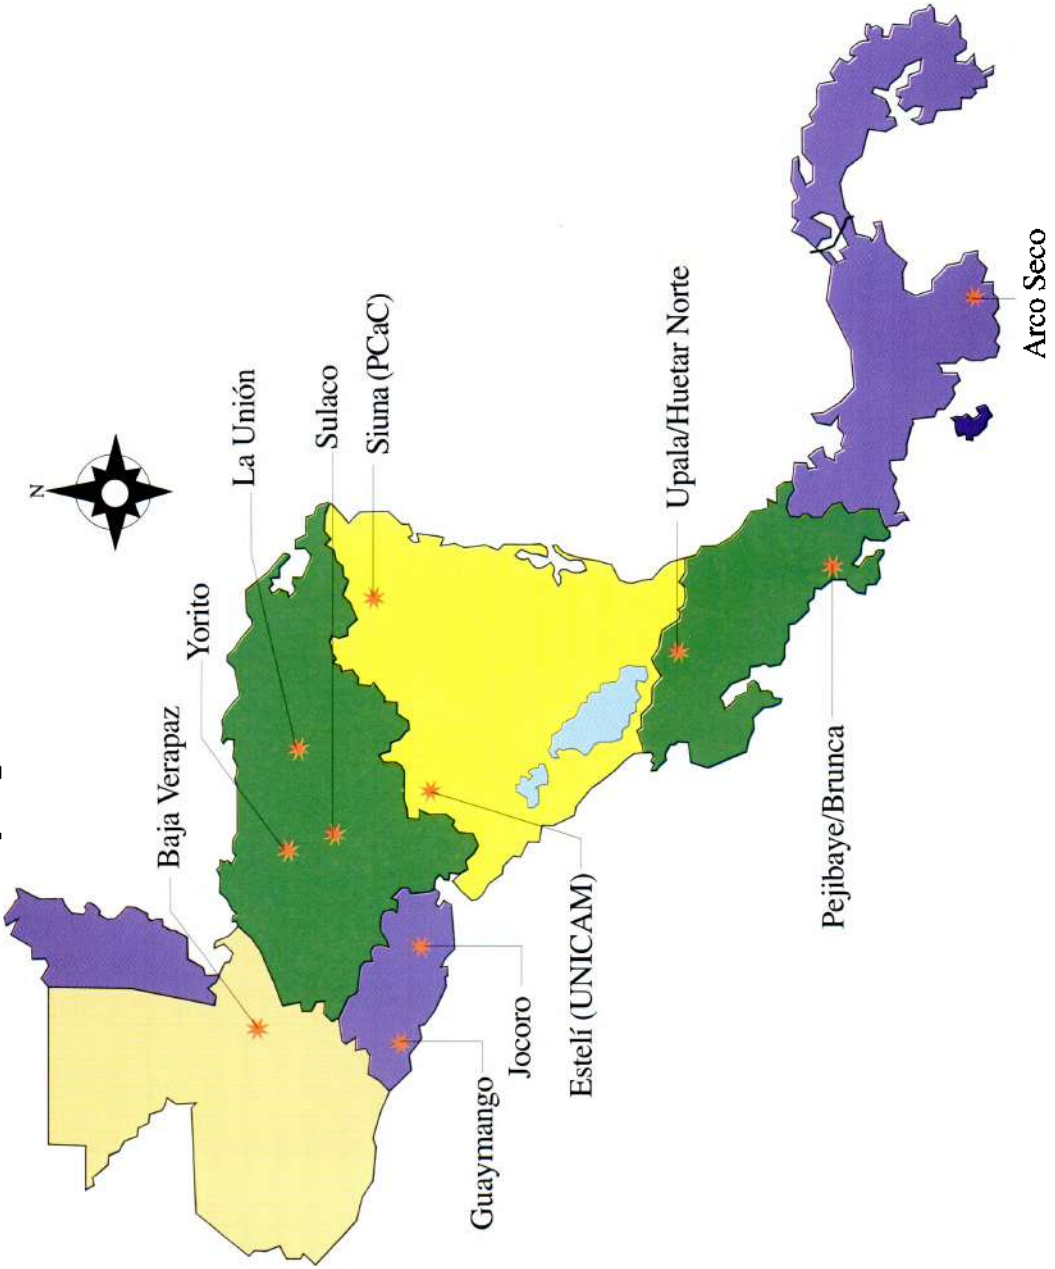 N
Baja Verapaz
Yorito
La Unión
Sulaco
Siuna (PCaC)
Upala/Huetar Norte
Guaymango
Jocoro
Estelí (UNICAM)
Pejibaye/Brunca
Arco Seco